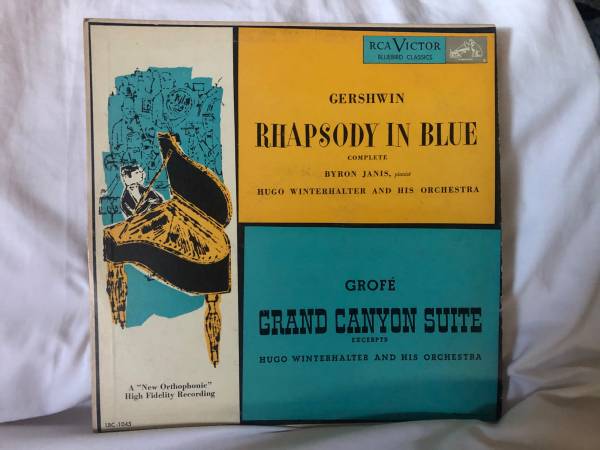 RCA VICTOR
BLUEBIRD CLASSICS
GERSHWIN
RHAPSODY IN BLUE
COMPLETE
BYRON JANIS, pianist
HUGO WINTERHALTER AND HIS ORCHESTRA
GROFÉ
GRAND CANYON SUITE
EXCERPTS
HUGO WINTERHALTER AND HIS ORCHESTRA
A "New Orthophonic"
High Fidelity Recording
LBC-1045